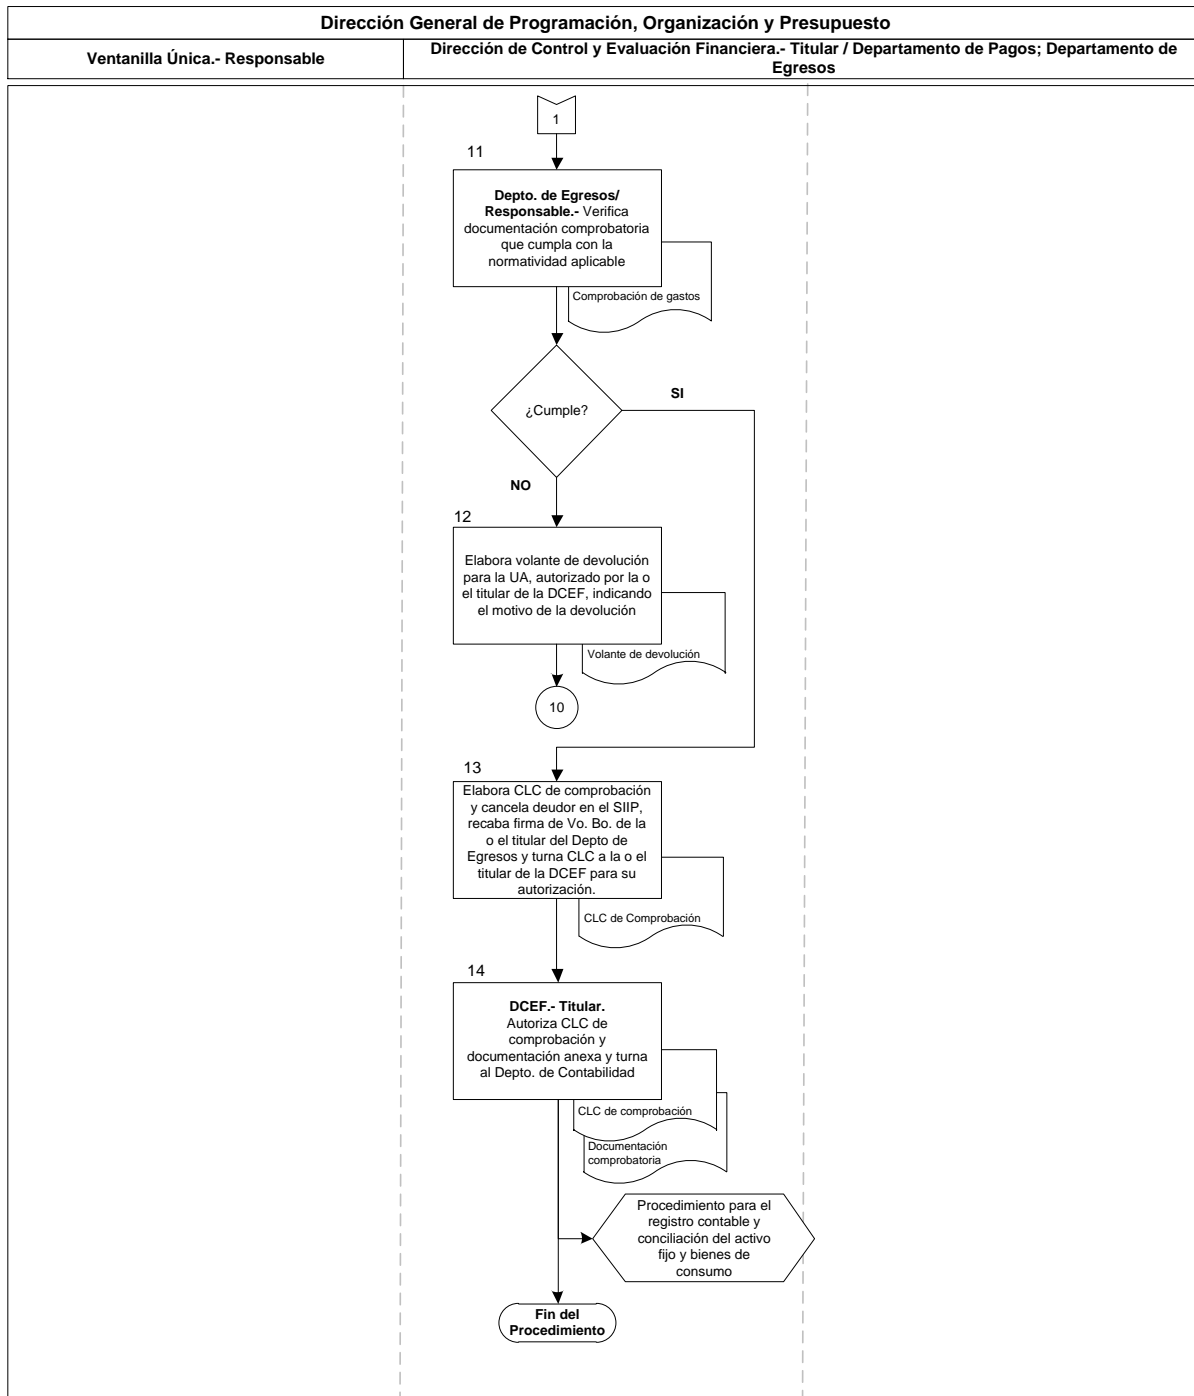 Dirección General de Programación, Organización y Presupuesto
Ventanilla Única.- Responsable
Dirección de Control y Evaluación Financiera.- Titular / Departamento de Pagos; Departamento de
Egresos
1
11
Depto. de Egresos/
Responsable.- Verifica
documentación comprobatoria
que cumpla con la
normatividad aplicable
Comprobación de gastos
¿Cumple?
SI
NO
12
Elabora volante de devolución
para la UA, autorizado por la o
el titular de la DCEF, indicando
el motivo de la devolución
Volante de devolución
10
13
Elabora CLC de comprobación
y cancela deudor en el SIIP,
recaba firma de Vo. Bo. de la
o el titular del Depto de
Egresos y turna CLC a la o el
titular de la DCEF para su
autorización.
CLC de Comprobación
14
DCEF.- Titular.
Autoriza CLC de
comprobación y
documentación anexa y turna
al Depto. de Contabilidad
CLC de comprobación
Documentación
comprobatoria
Procedimiento para el
registro contable y
conciliación del activo
fijo y bienes de
consumo
Fin del
Procedimiento